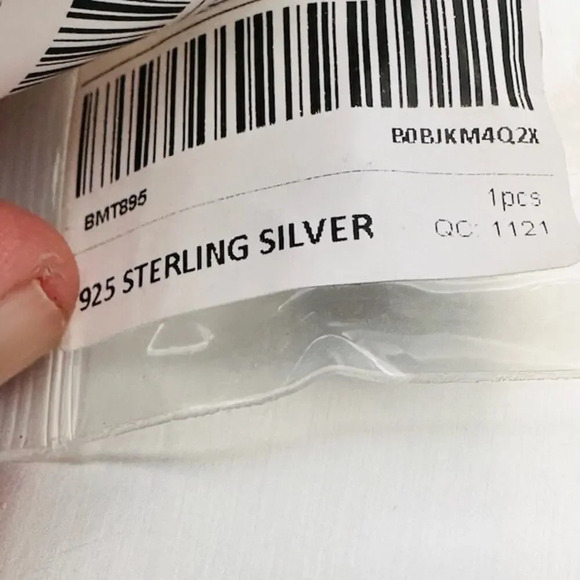 B0BJKM4Q2X
BMT895
1pcs
925 STERLING SILVER
QC: 1121